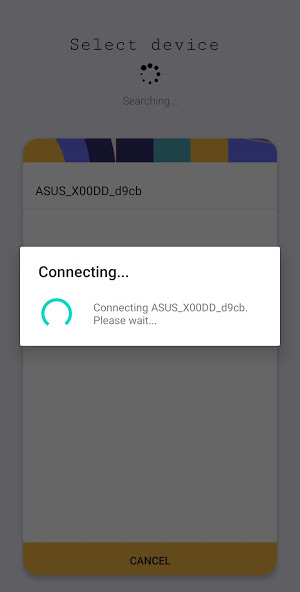 Select device
Searching...
ASUS_X00DD_d9cb
Connecting...
Connecting ASUS_X00DD_d9cb.
Please wait...
CANCEL